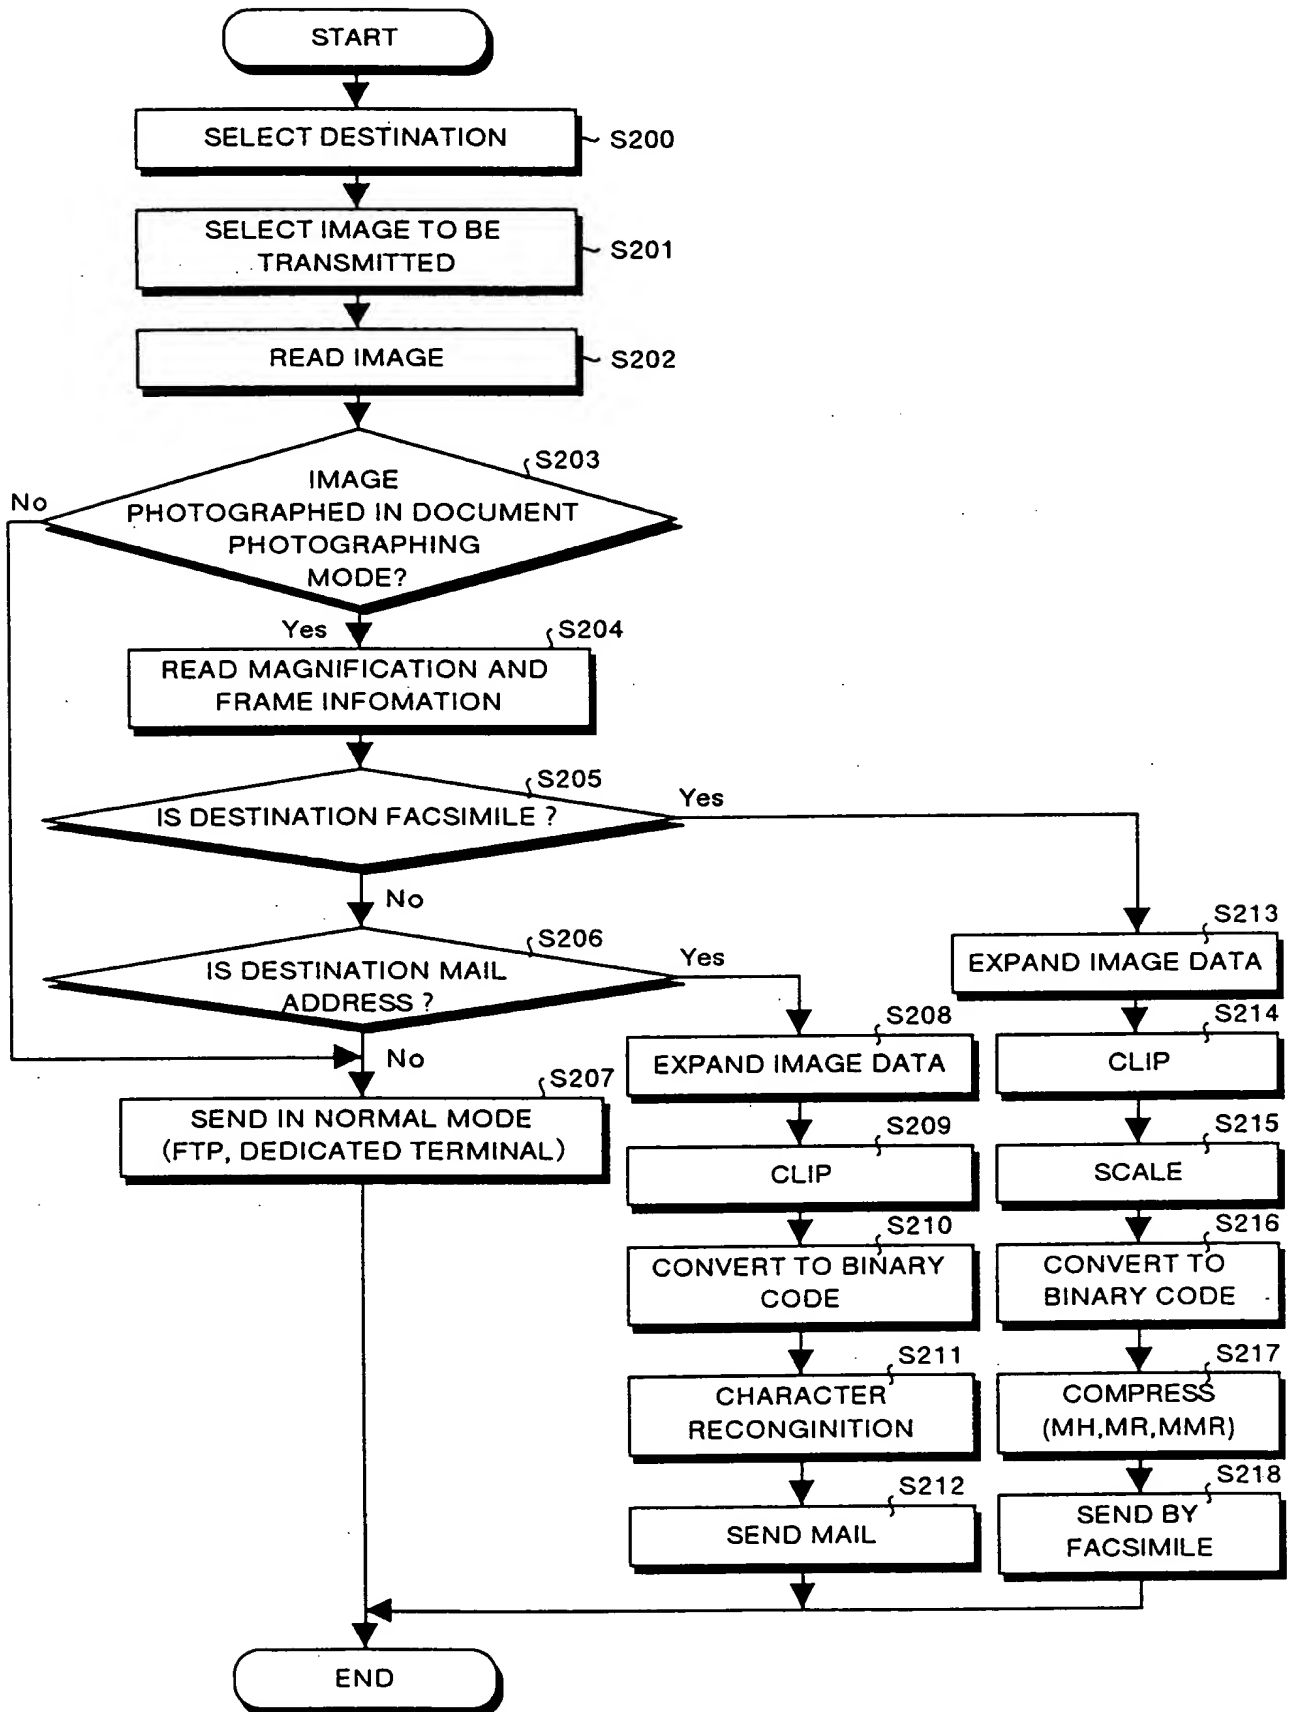 START
SELECT DESTINATION
S200
SELECT IMAGE TO BE
TRANSMITTED
S201
READ IMAGE
S202
S203
IMAGE
PHOTOGRAPHED IN DOCUMENT
PHOTOGRAPHING
MODE?
No
Yes
S204
READ MAGNIFICATION AND
FRAME INFOMATION
S205
IS DESTINATION FACSIMILE ?
Yes
No
S206
IS DESTINATION MAIL
ADDRESS ?
Yes
No
S207
SEND IN NORMAL MODE
(FTP, DEDICATED TERMINAL)
S208
EXPAND IMAGE DATA
S209
CLIP
S210
CONVERT TO BINARY
CODE
S211
CHARACTER
RECONGINITION
S212
SEND MAIL
S213
EXPAND IMAGE DATA
S214
CLIP
S215
SCALE
S216
CONVERT TO
BINARY CODE
S217
COMPRESS
(MH,MR,MMR)
S218
SEND BY
FACSIMILE
END